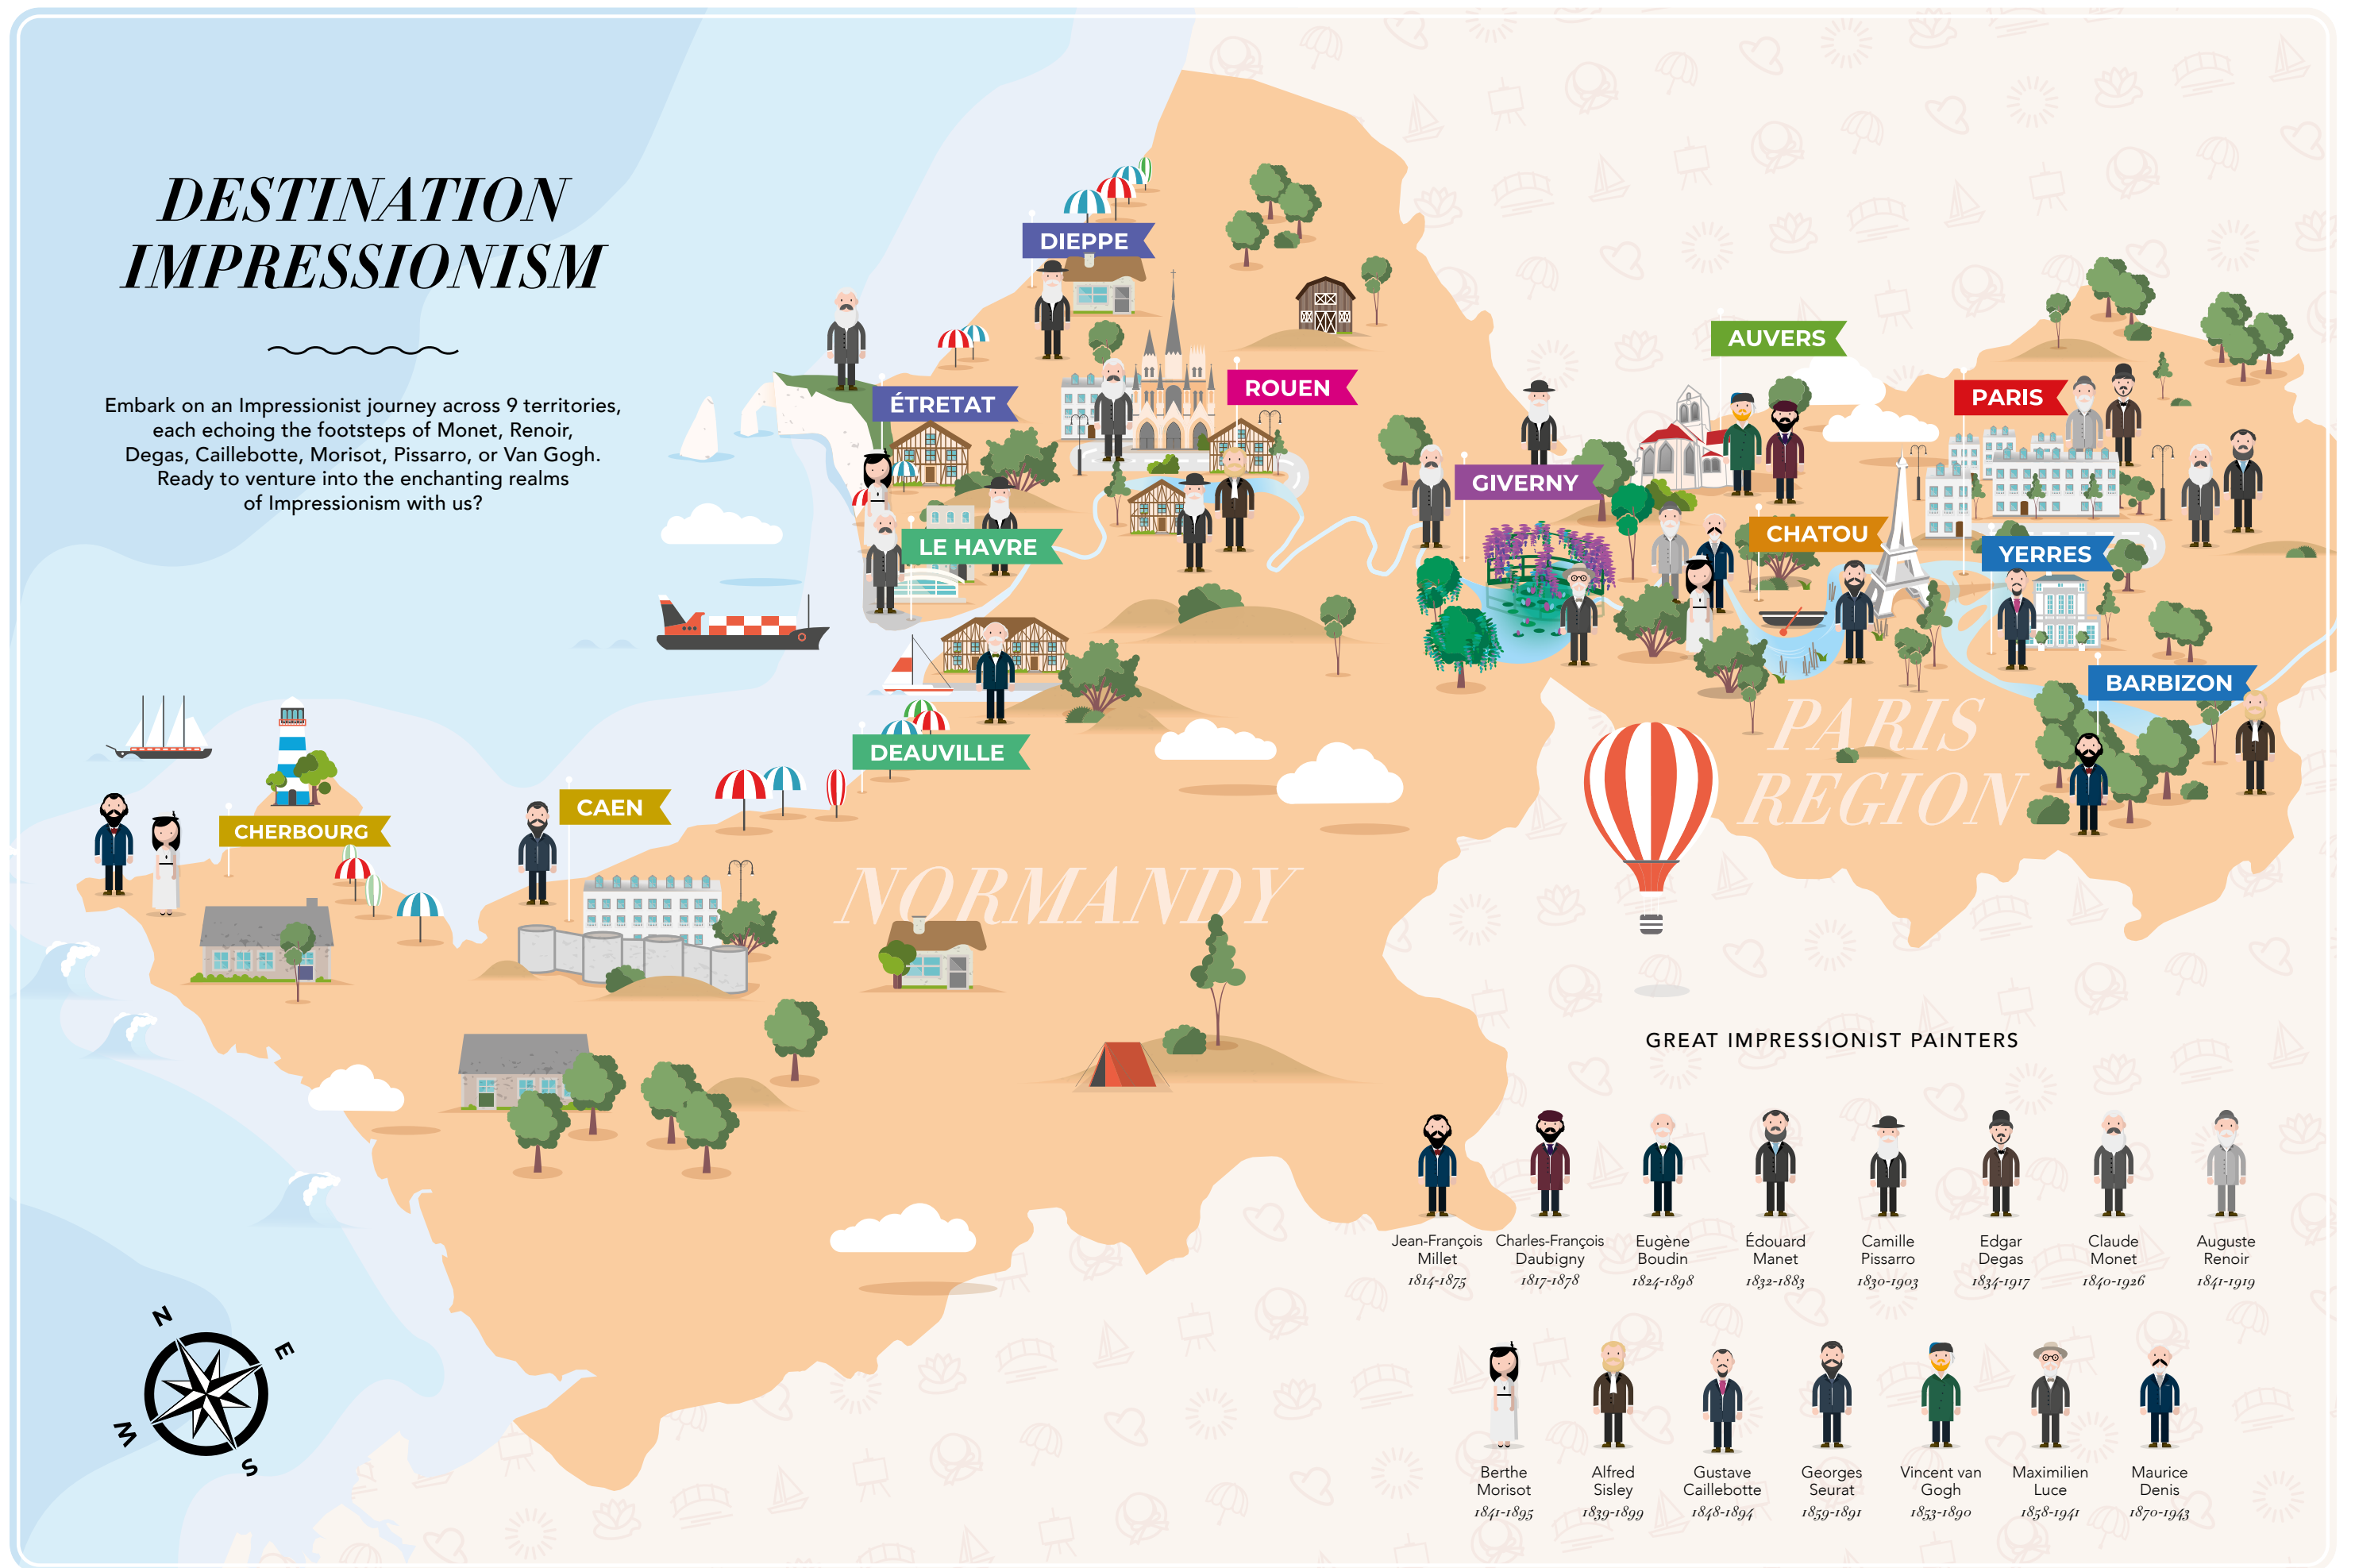 DESTINATION
IMPRESSIONISM
Embark on an Impressionist journey across 9 territories,
each echoing the footsteps of Monet, Renoir,
Degas, Caillebotte, Morisot, Pissarro, or Van Gogh.
Ready to venture into the enchanting realms
of Impressionism with us?
DIEPPE
ÉTRETAT
ROUEN
LE HAVRE
DEAUVILLE
CAEN
CHERBOURG
NORMANDY
AUVERS
PARIS
GIVERNY
CHATOU
YERRES
BARBIZON
PARIS
REGION
N
E
W
S
GREAT IMPRESSIONIST PAINTERS
Jean-François
Millet
1814-1875
Charles-François
Daubigny
1817-1878
Eugène
Boudin
1824-1898
Édouard
Manet
1832-1883
Camille
Pissarro
1830-1903
Edgar
Degas
1834-1917
Claude
Monet
1840-1926
Auguste
Renoir
1841-1919
Berthe
Morisot
1841-1895
Alfred
Sisley
1839-1899
Gustave
Caillebotte
1848-1894
Georges
Seurat
1859-1891
Vincent van
Gogh
1853-1890
Maximilien
Luce
1858-1941
Maurice
Denis
1870-1943